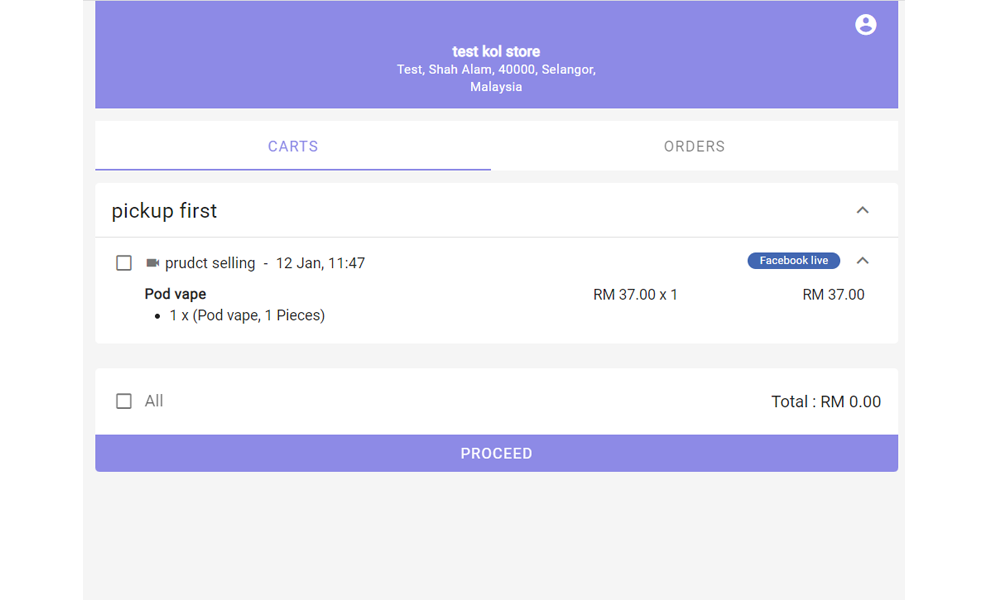 test kol store
Test, Shah Alam, 40000, Selangor,
Malaysia
CARTS
ORDERS
pickup first
prudct selling - 12 Jan, 11:47
Facebook live
Pod vape
RM 37.00 x 1
RM 37.00
• 1 x (Pod vape, 1 Pieces)
All
Total : RM 0.00
PROCEED